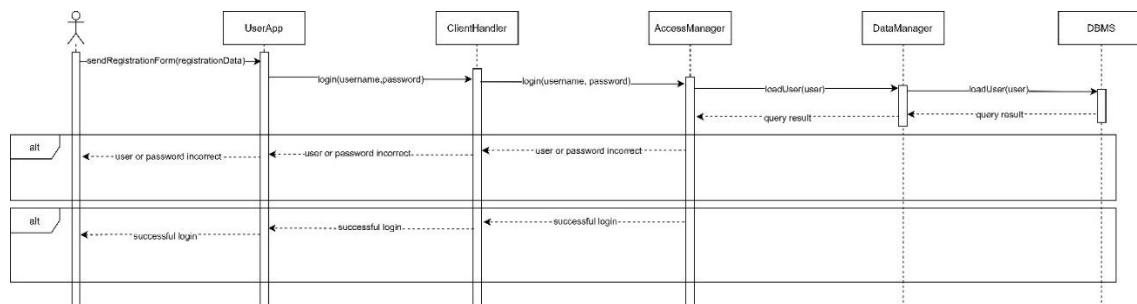 UserApp
ClientHandler
AccessManager
DataManager
DBMS
sendRegistrationForm(registrationData)
login(username,password)
login(username, password)
loadUser(user)
loadUser(user)
query result
query result
alt
user or password incorrect
user or password incorrect
user or password incorrect
alt
successful login
successful login
successful login